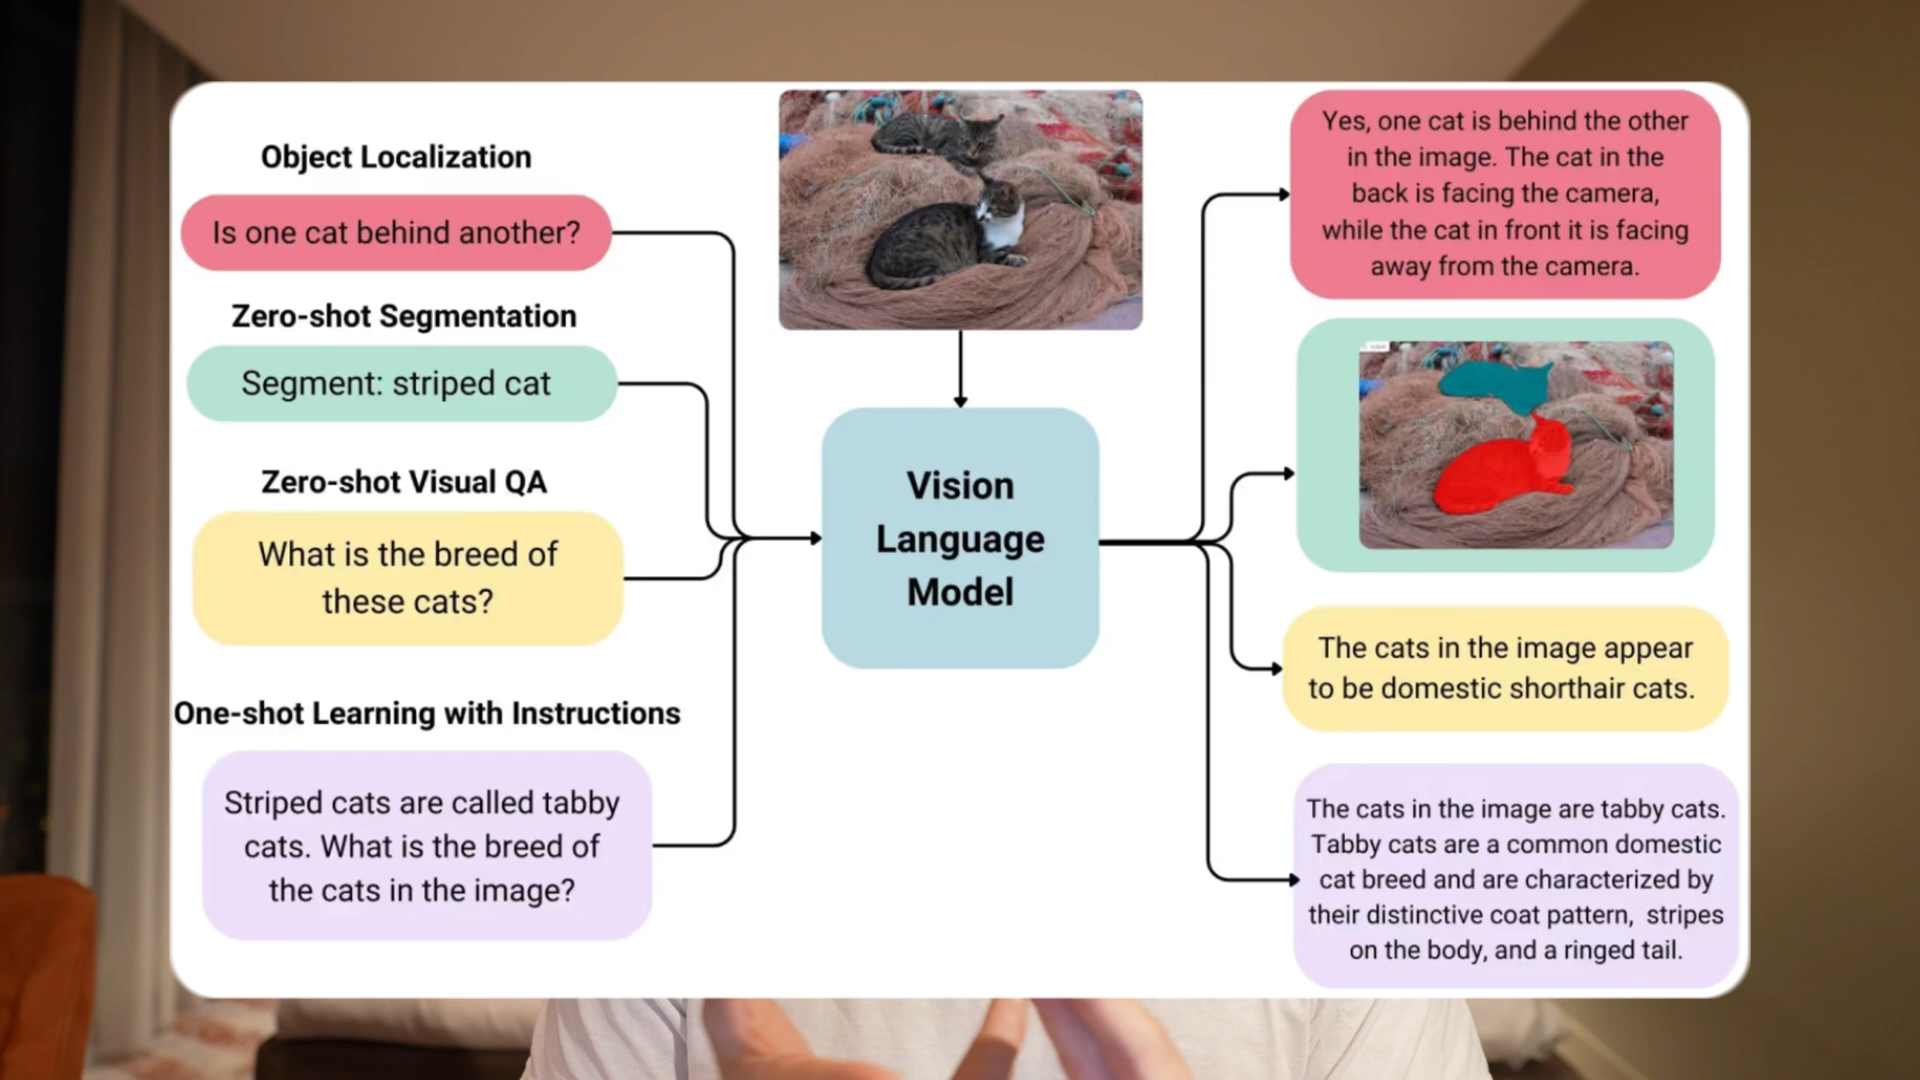 Object Localization
Is one cat behind another?
Zero-shot Segmentation
Segment: striped cat
Zero-shot Visual QA
What is the breed of
these cats?
One-shot Learning with Instructions
Striped cats are called tabby
cats. What is the breed of
the cats in the image?
Vision
Language
Model
Yes, one cat is behind the other
in the image. The cat in the
back is facing the camera,
while the cat in front it is facing
away from the camera.
The cats in the image appear
to be domestic shorthair cats.
The cats in the image are tabby cats.
Tabby cats are a common domestic
cat breed and are characterized by
their distinctive coat pattern, stripes
on the body, and a ringed tail.